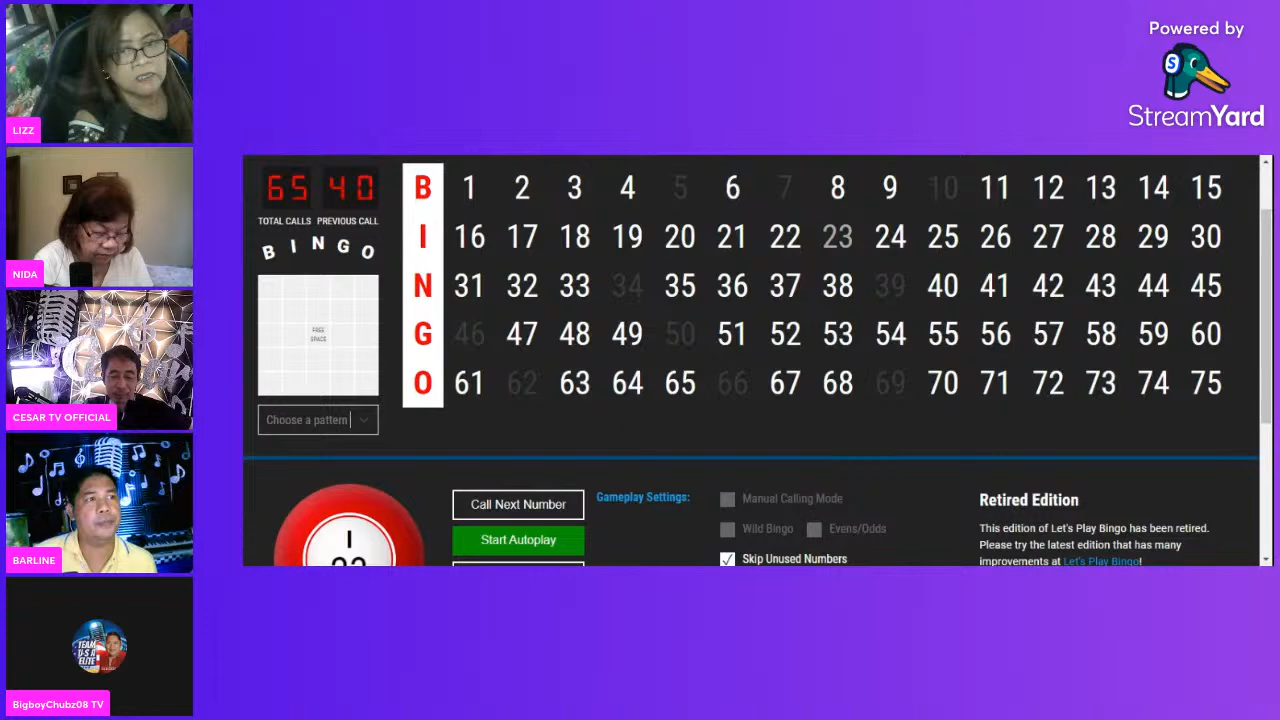 Powered by
StreamYard
LIZZ
NIDA
CESAR TV OFFICIAL
BARLINE
TEAM
U-S A
ELITE
BigboyChubz08 TV
65 40
TOTAL CALLS PREVIOUS CALL
B I N G O
FREE
SPACE
Choose a pattern
B 1 2 3 4 5 6 7 8 9 10 11 12 13 14 15
I 16 17 18 19 20 21 22 23 24 25 26 27 28 29 30
N 31 32 33 34 35 36 37 38 39 40 41 42 43 44 45
G 46 47 48 49 50 51 52 53 54 55 56 57 58 59 60
O 61 62 63 64 65 66 67 68 69 70 71 72 73 74 75
I
Call Next Number
Start Autoplay
Gameplay Settings:
Manual Calling Mode
Wild Bingo Evens/Odds
Skip Unused Numbers
Retired Edition
This edition of Let's Play Bingo has been retired.
Please try the latest edition that has many
improvements at Let's Play Bingo!